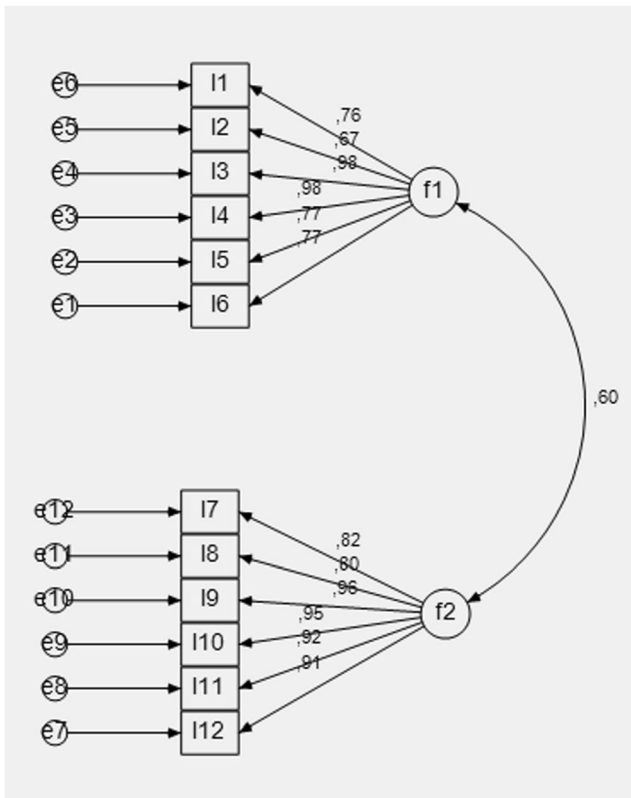 e6 I1
,76
e5 I2
,67
,98
e4 I3
,98
f1
e3 I4
,77
,77
e2 I5
e1 I6
,60
e12 I7
,82
e11 I8
,80
,96
e10 I9
,95
f2
e9 I10
,92
,91
e8 I11
e7 I12